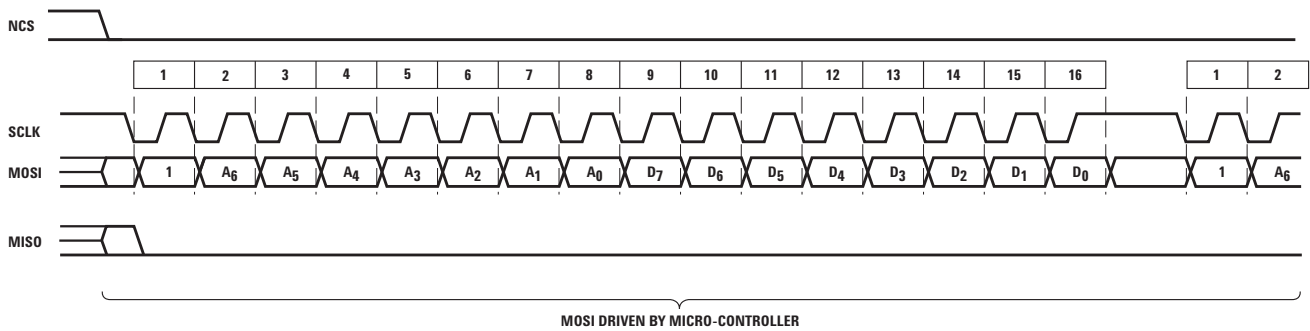 NCS
1 2 3 4 5 6 7 8 9 10 11 12 13 14 15 16 1 2
SCLK
MOSI 1 A6 A5 A4 A3 A2 A1 A0 D7 D6 D5 D4 D3 D2 D1 D0 1 A6
MISO
MOSI DRIVEN BY MICRO-CONTROLLER